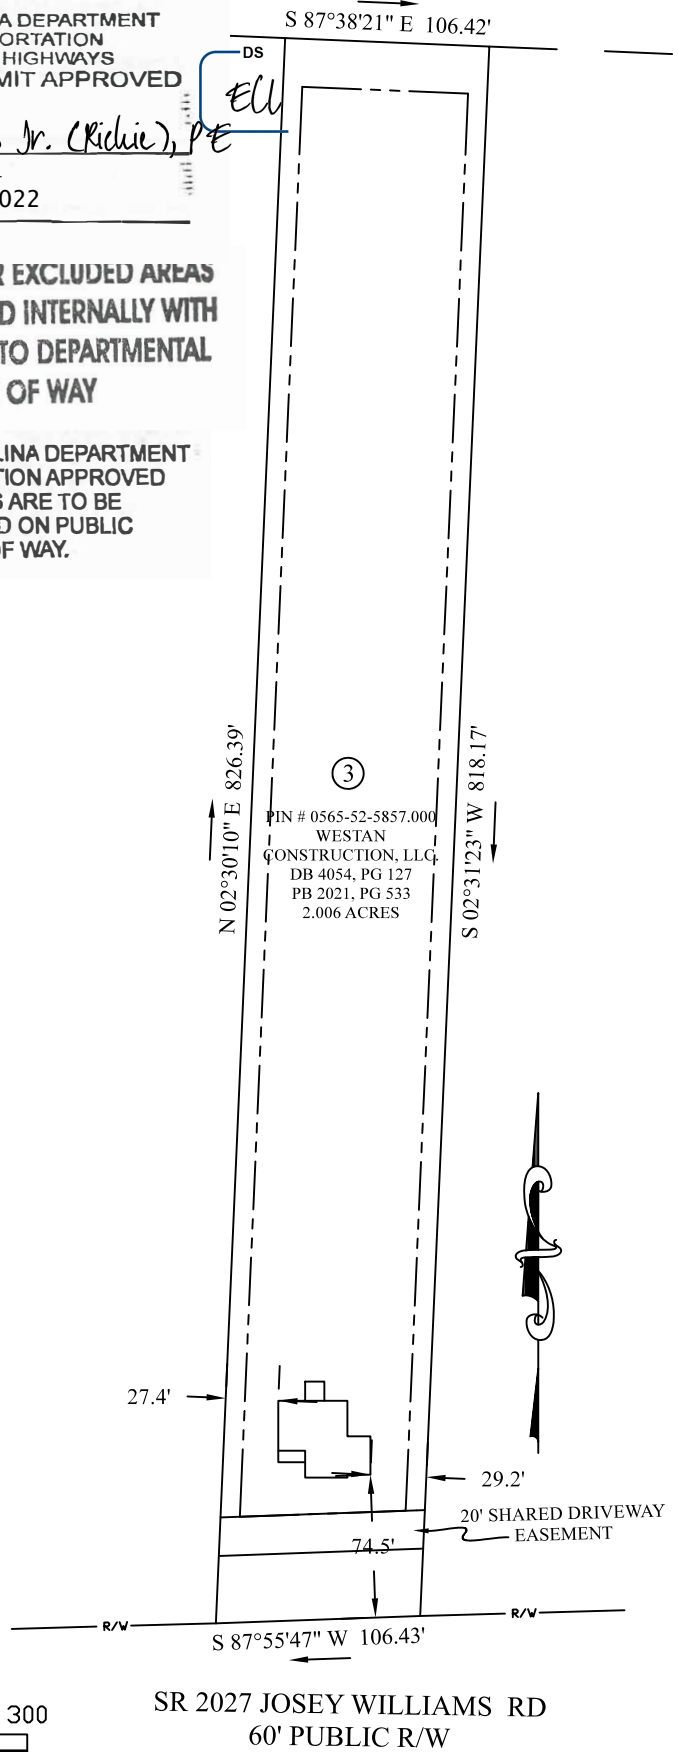 A DEPARTMENT
ORTATION
HIGHWAYS
MIT APPROVED
Jr. (Richie), PE
022
DS
ECW
R EXCLUDED AREAS
D INTERNALLY WITH
TO DEPARTMENTAL
OF WAY
LINA DEPARTMENT
TION APPROVED
S ARE TO BE
D ON PUBLIC
F WAY.
S 87°38'21" E 106.42'
N 02°30'10" E 826.39'
S 02°31'23" W 818.17'
3
PIN # 0565-52-5857.000
WESTAN
CONSTRUCTION, LLC.
DB 4054, PG 127
PB 2021, PG 533
2.006 ACRES
27.4'
29.2'
20' SHARED DRIVEWAY
EASEMENT
74.5'
R/W
R/W
S 87°55'47" W 106.43'
300
SR 2027 JOSEY WILLIAMS RD
60' PUBLIC R/W